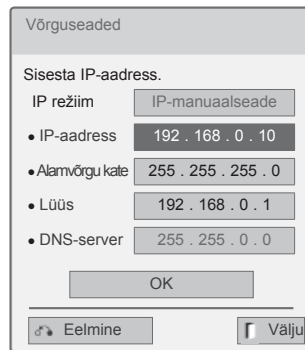 Võrguseaded
Sisesta IP-aadress.
IP režiim IP-manuaalseade
• IP-aadress 192 . 168 . 0 . 10
• Alamvõrgu kate 255 . 255 . 255 . 0
• Lüüs 192 . 168 . 0 . 1
• DNS-server 255 . 255 . 0 . 0
OK
Eelmine Välju